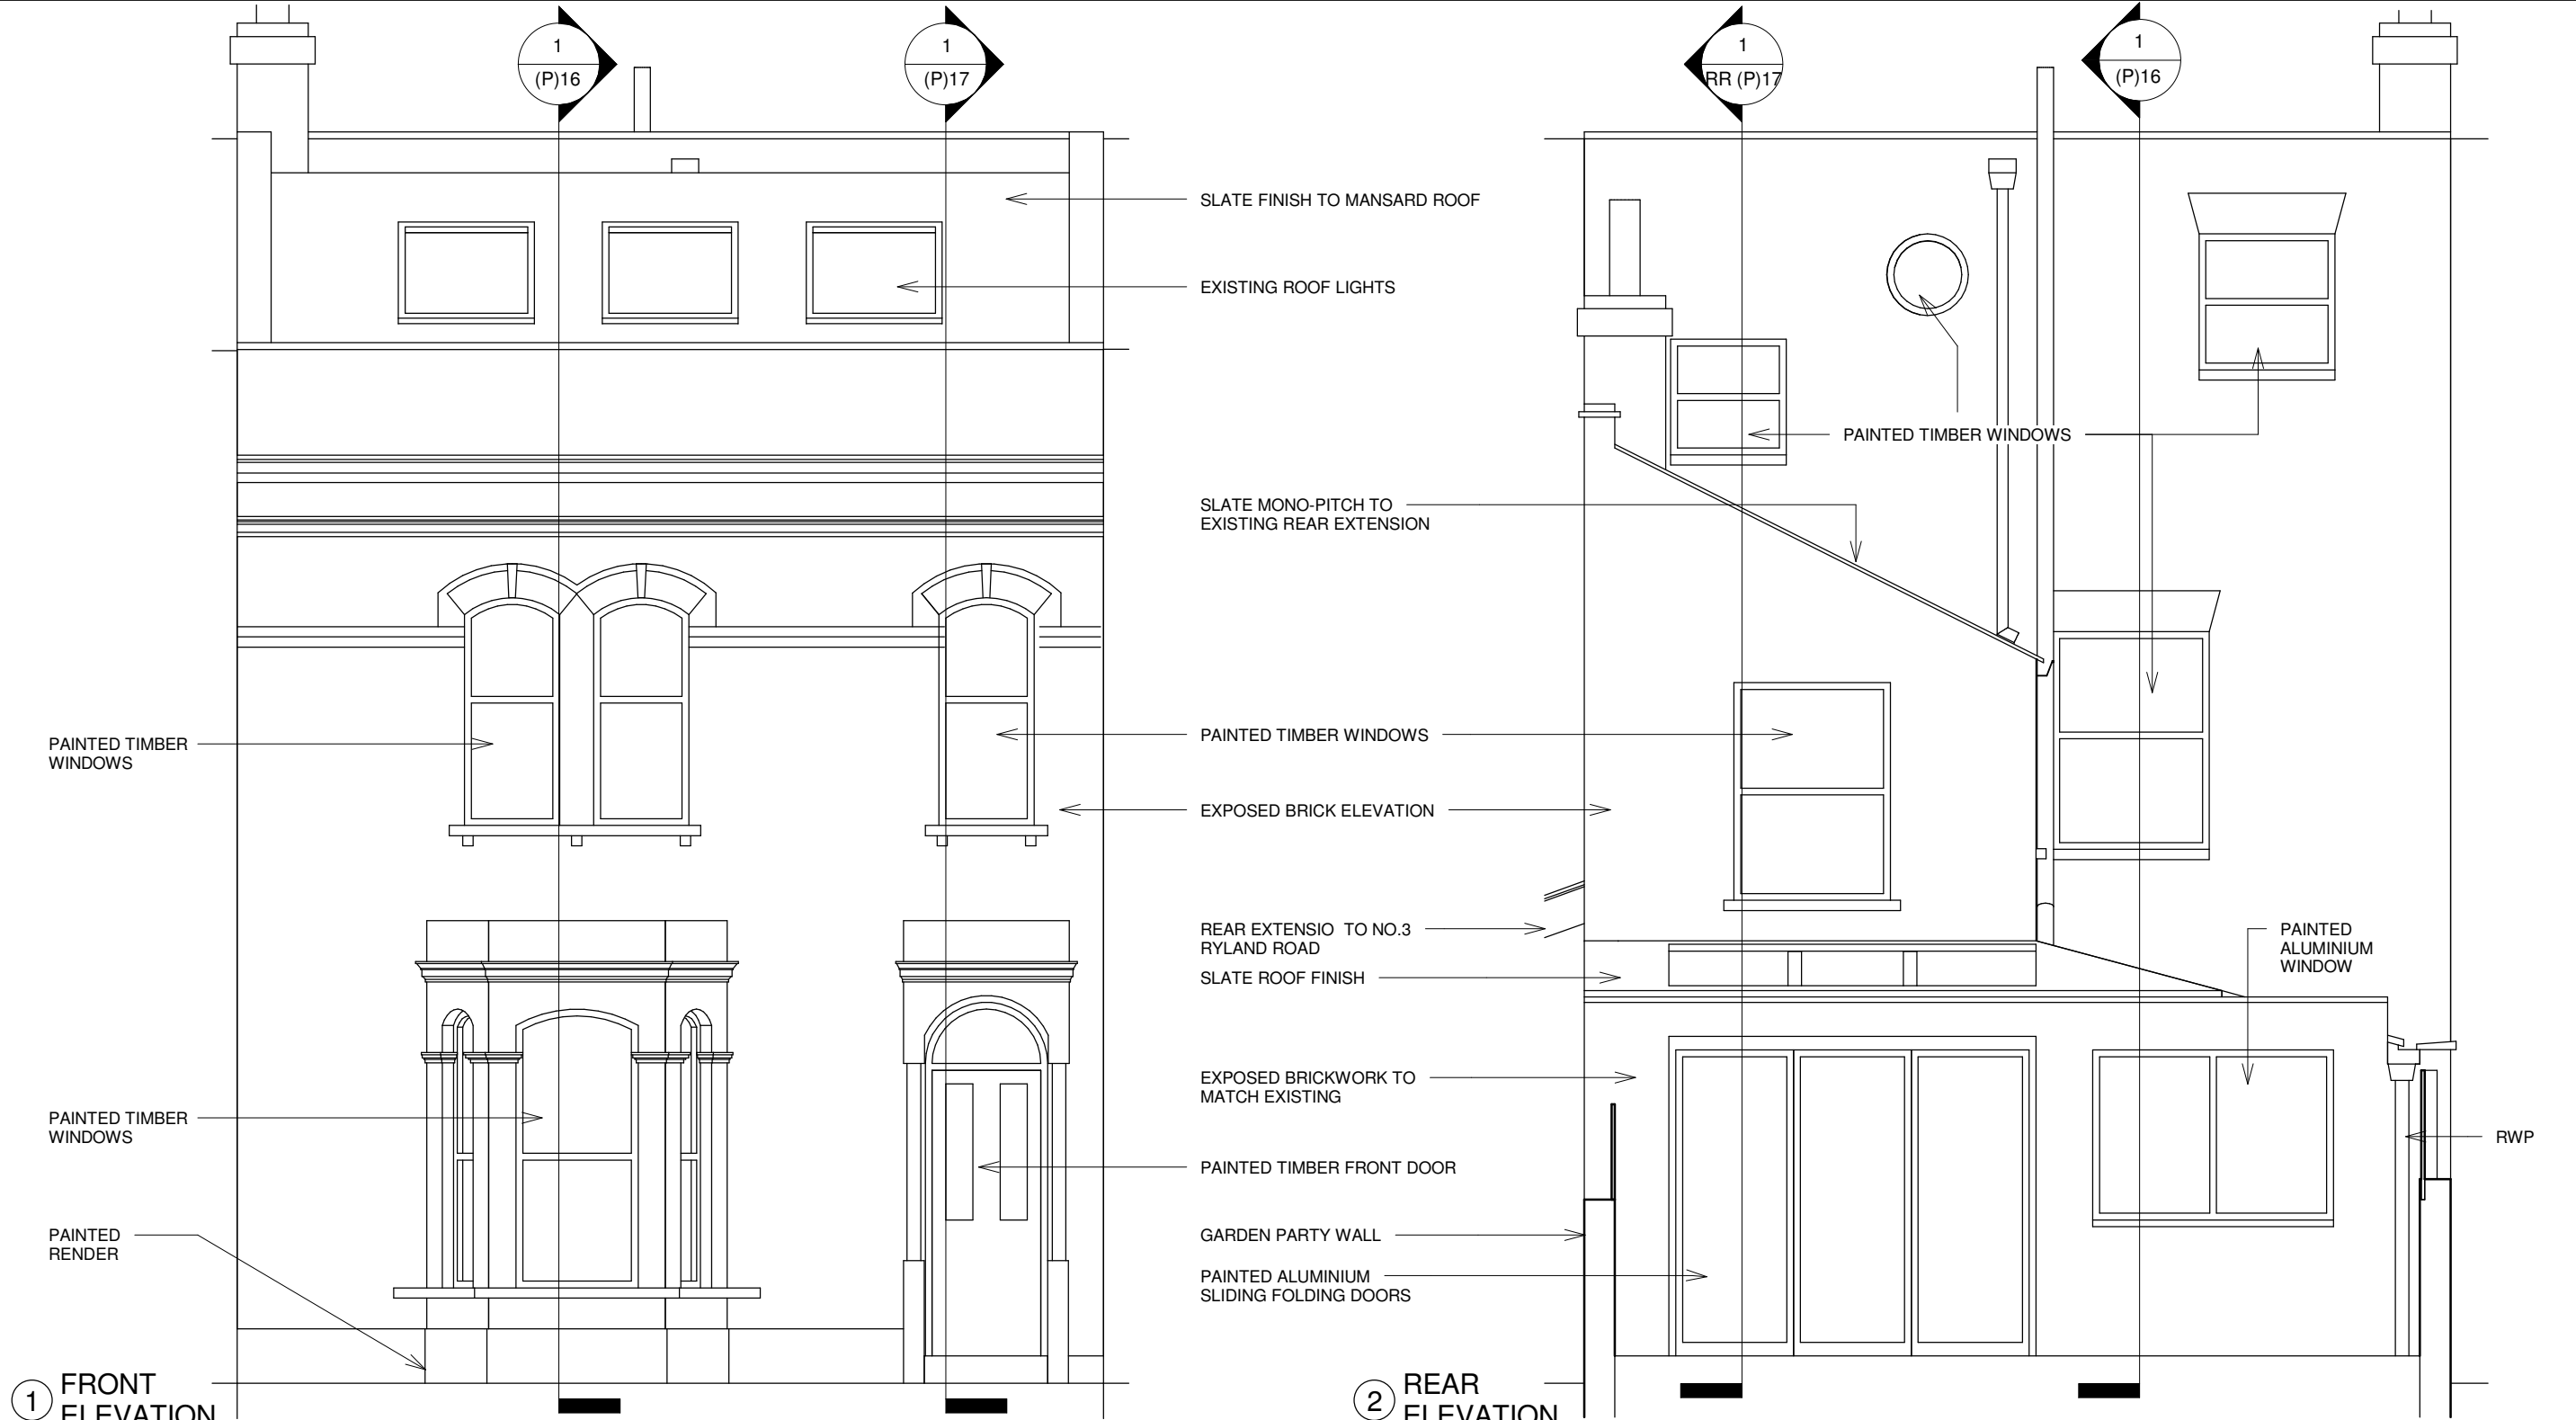 1
(P)16
1
(P)17
1
RR (P)17
1
(P)16
SLATE FINISH TO MANSARD ROOF
EXISTING ROOF LIGHTS
PAINTED TIMBER WINDOWS
SLATE MONO-PITCH TO
EXISTING REAR EXTENSION
PAINTED TIMBER
WINDOWS
PAINTED TIMBER WINDOWS
EXPOSED BRICK ELEVATION
REAR EXTENSIO TO NO.3
RYLAND ROAD
SLATE ROOF FINISH
PAINTED
ALUMINIUM
WINDOW
EXPOSED BRICKWORK TO
MATCH EXISTING
PAINTED TIMBER
WINDOWS
RWP
PAINTED TIMBER FRONT DOOR
PAINTED
RENDER
GARDEN PARTY WALL
PAINTED ALUMINIUM
SLIDING FOLDING DOORS
1
FRONT
ELEVATION
2
REAR
ELEVATION